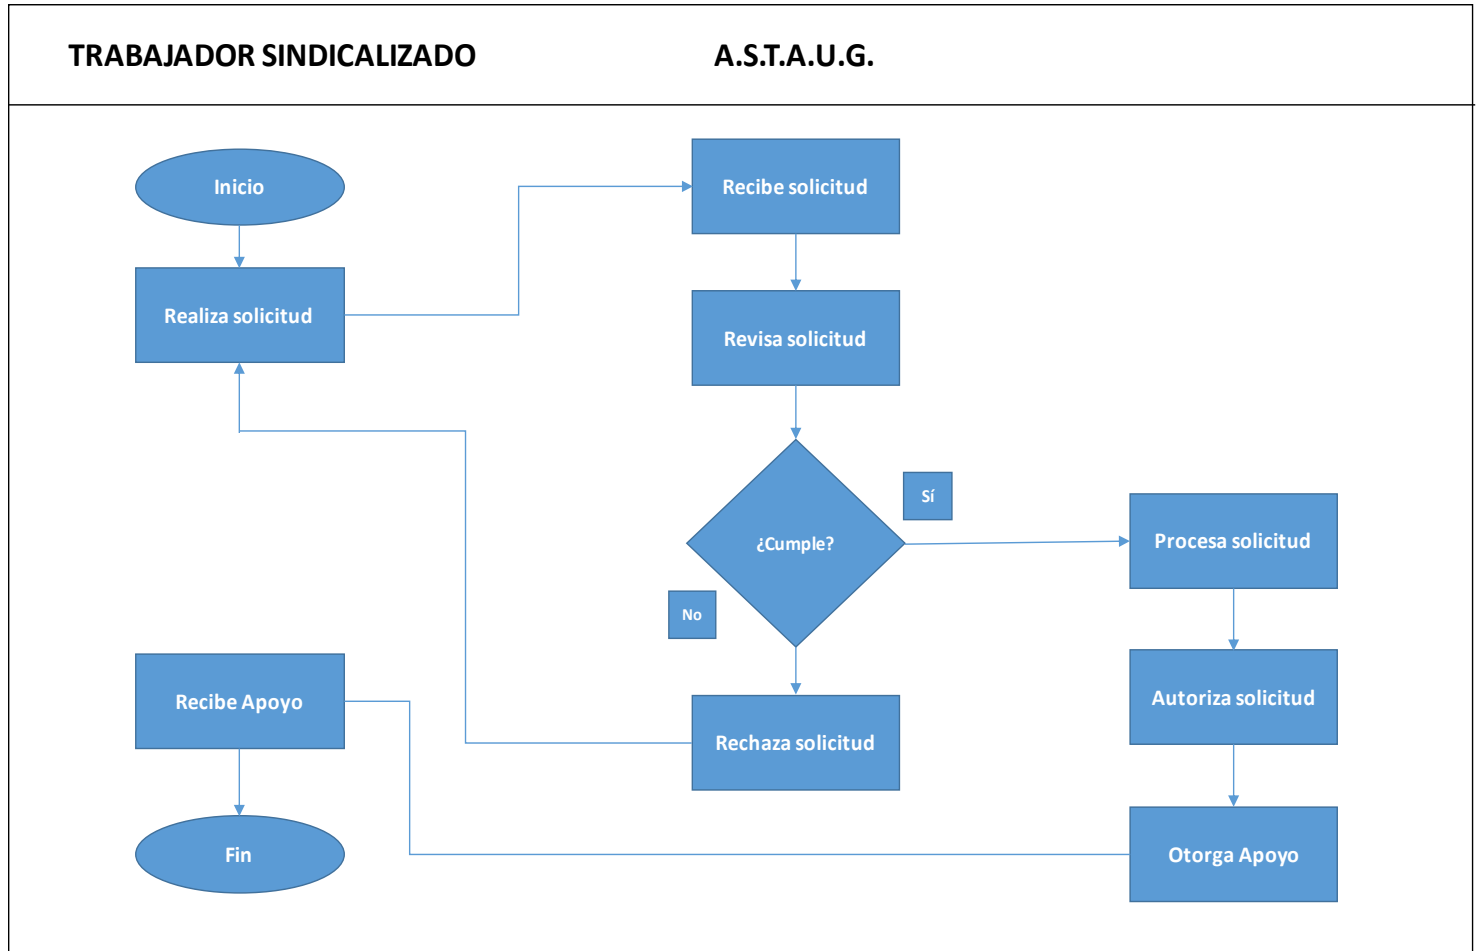 TRABAJADOR SINDICALIZADO
A.S.T.A.U.G.
Inicio
Realiza solicitud
Recibe solicitud
Revisa solicitud
¿Cumple?
Sí
No
Procesa solicitud
Autoriza solicitud
Otorga Apoyo
Rechaza solicitud
Recibe Apoyo
Fin